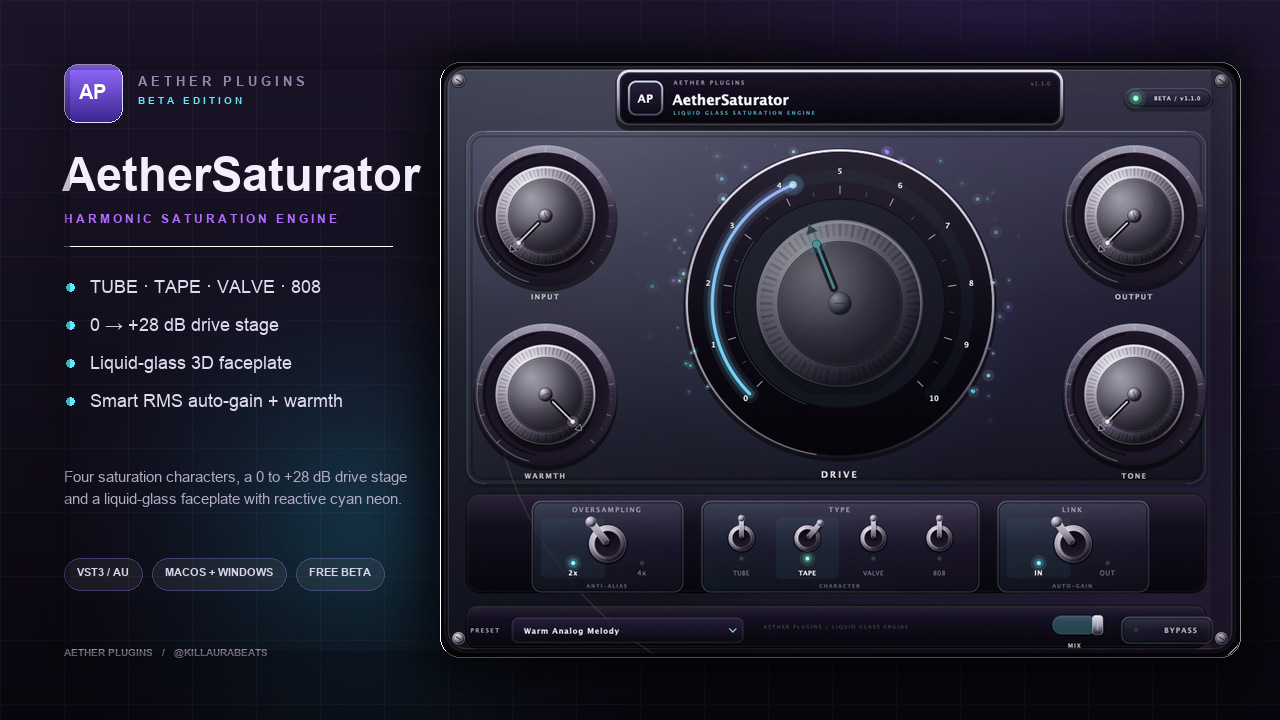 AP
AETHER PLUGINS
BETA EDITION
AetherSaturator
HARMONIC SATURATION ENGINE
TUBE · TAPE · VALVE · 808
0 → +28 dB drive stage
Liquid-glass 3D faceplate
Smart RMS auto-gain + warmth
Four saturation characters, a 0 to +28 dB drive stage
and a liquid-glass faceplate with reactive cyan neon.
VST3 / AU
MACOS + WINDOWS
FREE BETA
AETHER PLUGINS / @KILLAURABEATS
AP
AETHER PLUGINS
v1.1.0
AetherSaturator
LIQUID GLASS SATURATION ENGINE
BETA / v1.1.0
INPUT
WARMTH
0
1
2
3
4
5
6
7
8
9
10
DRIVE
OUTPUT
TONE
OVERSAMPLING
2x
4x
ANTI-ALIAS
TYPE
TUBE
TAPE
VALVE
808
CHARACTER
LINK
IN
OUT
AUTO-GAIN
PRESET
Warm Analog Melody
AETHER PLUGINS / LIQUID GLASS ENGINE
MIX
BYPASS